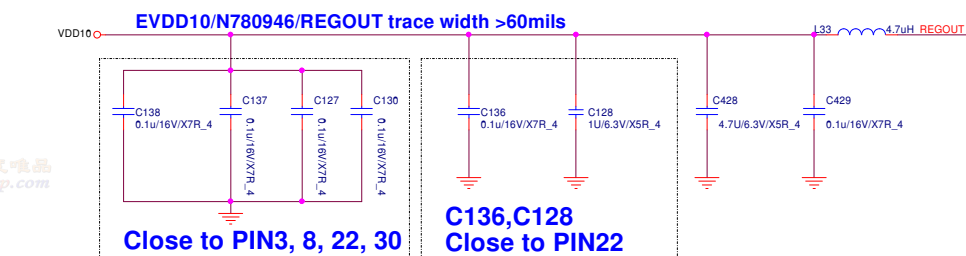 EVDD10/N780946/REGOUT trace width >60mils
VDD10
L33
4.7uH
REGOUT
C138
0.1u/16V/X7R_4
C137
0.1u/16V/X7R_4
C127
0.1u/16V/X7R_4
C130
0.1u/16V/X7R_4
C136
0.1u/16V/X7R_4
C128
1U/6.3V/X5R_4
C428
4.7U/6.3V/X5R_4
C429
0.1u/16V/X7R_4
p.com
Close to PIN3, 8, 22, 30
C136,C128
Close to PIN22